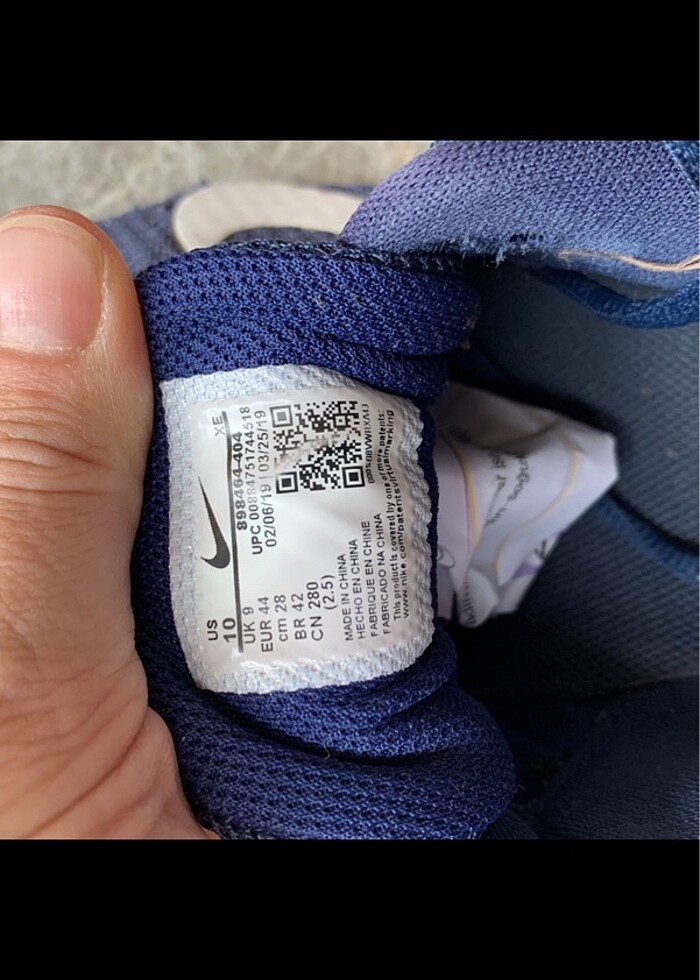 US
10
XE
UK 9
898464-404
EUR 44
UPC 00884751744518
cm 28
02/06/19 | 03/25/19
BR 42
CN 280
(2.5)
MADE IN CHINA
HECHO EN CHINA
FABRIQUE EN CHINE
FABRICADO NA CHINA
This product is covered by one or more patents:
www.nike.com/patentsvirtualmarking